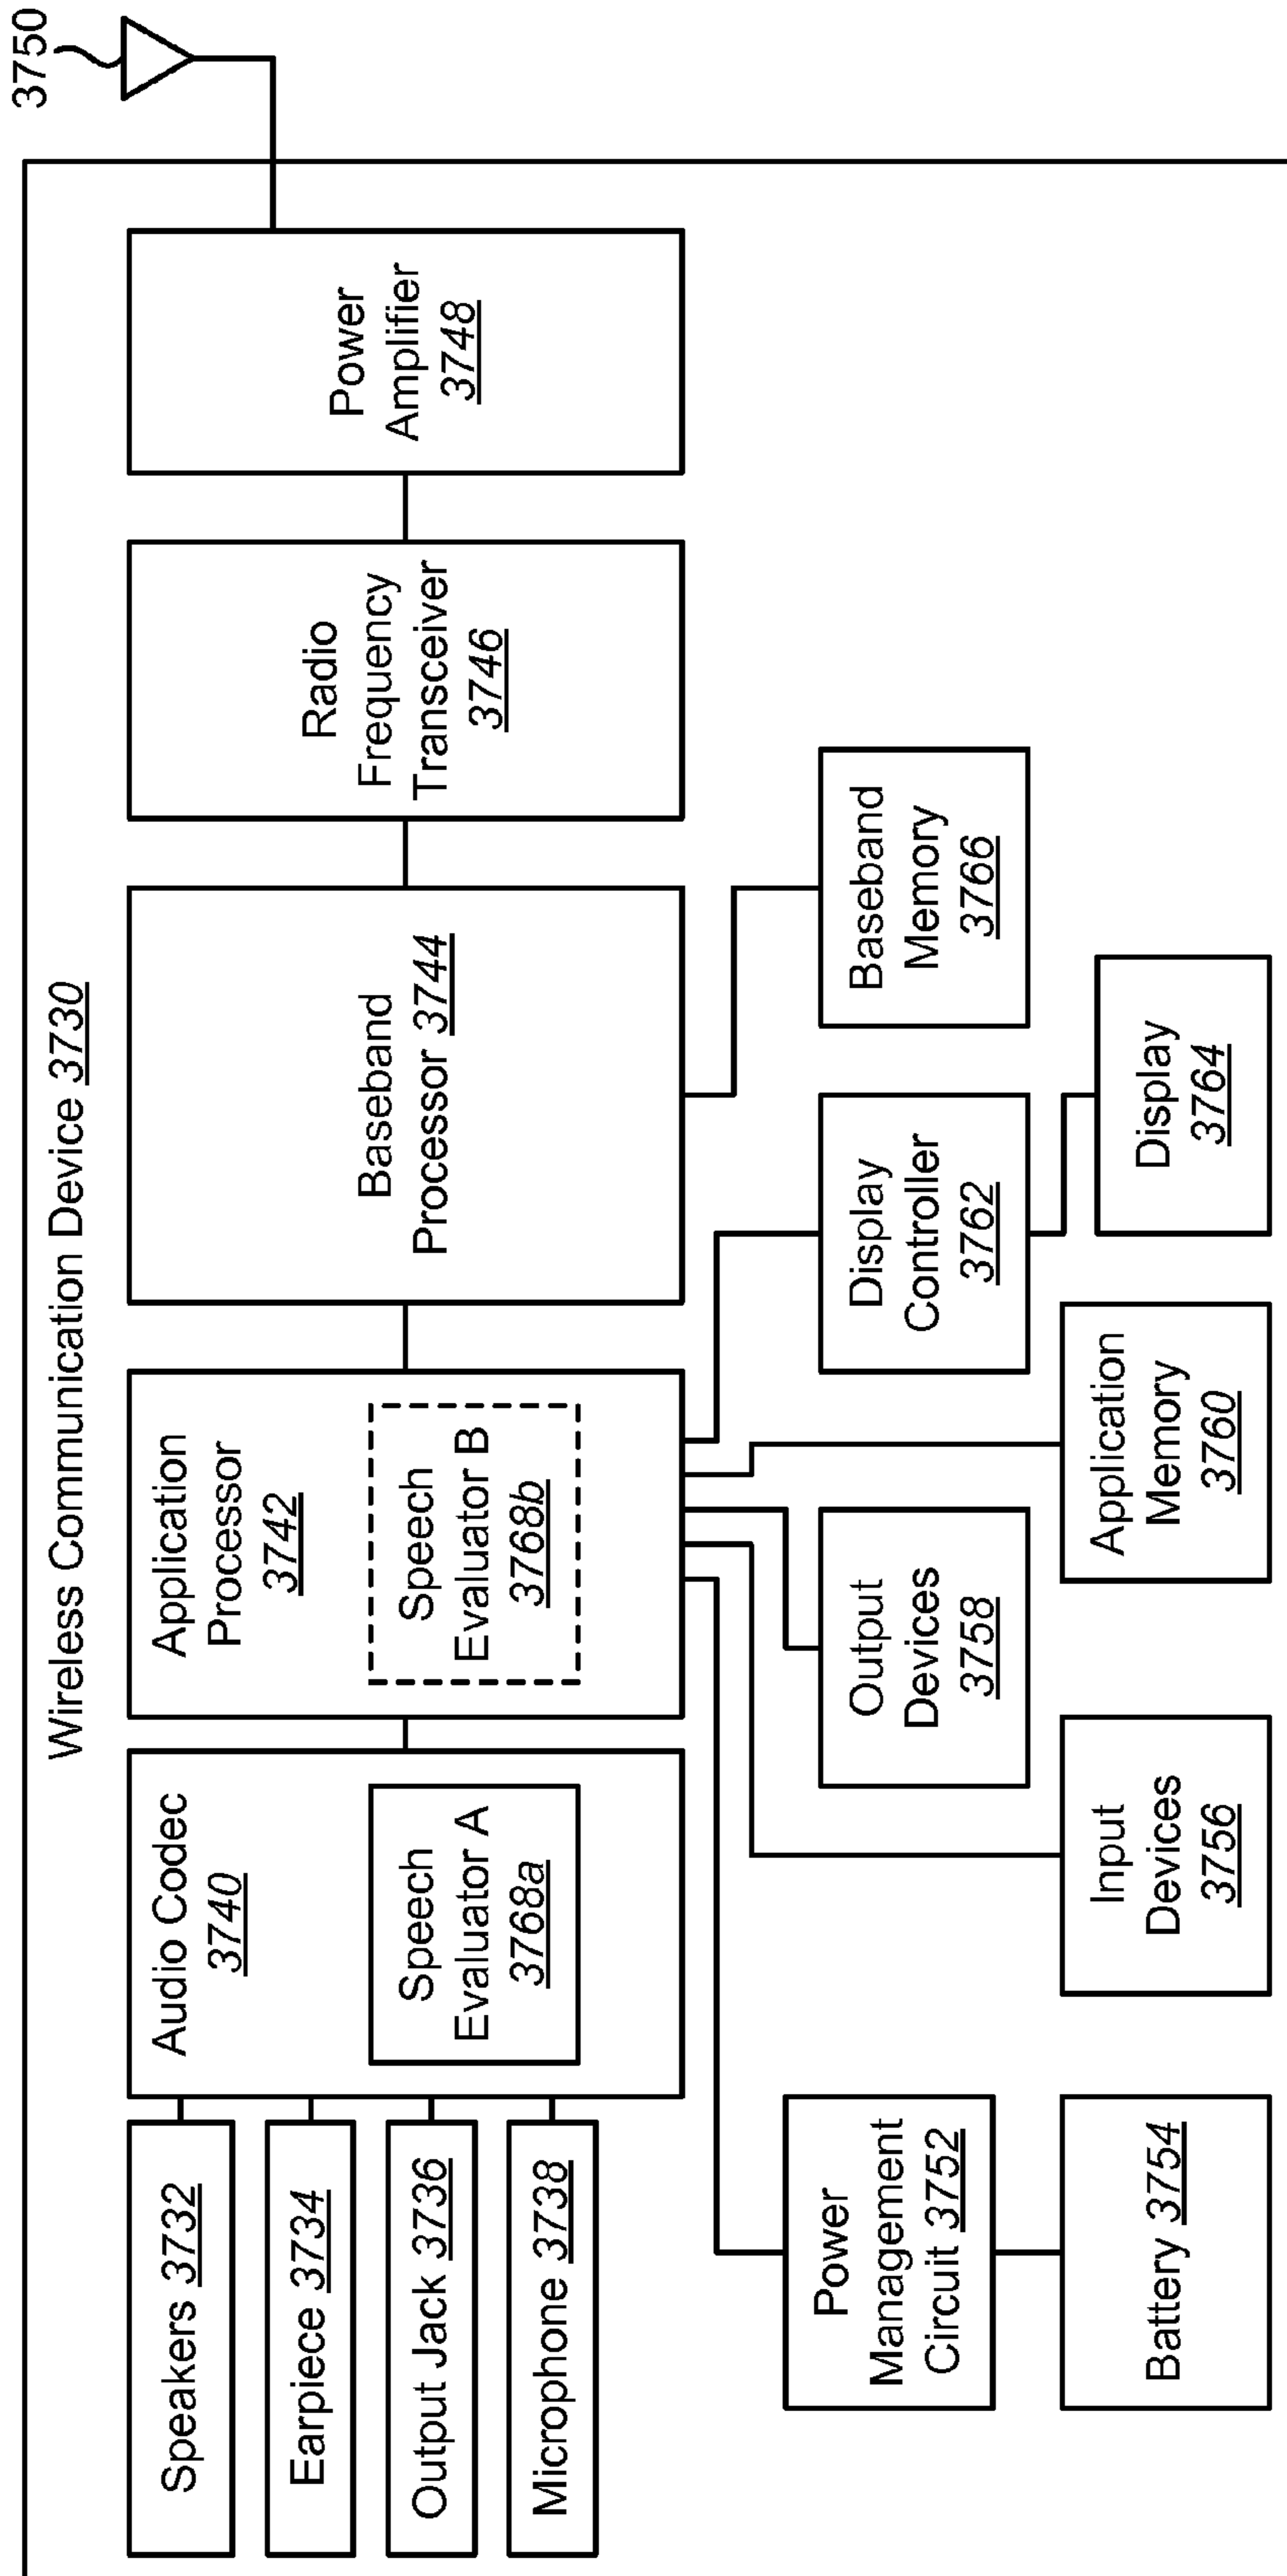 Wireless Communication Device 3730
3750
Speakers 3732
Earpiece 3734
Output Jack 3736
Microphone 3738
Audio Codec
3740
Speech
Evaluator A
3768a
Application
Processor
3742
Speech
Evaluator B
3768b
Baseband
Processor 3744
Radio
Frequency
Transceiver
3746
Power
Amplifier
3748
Power
Management
Circuit 3752
Battery 3754
Input
Devices
3756
Output
Devices
3758
Application
Memory
3760
Display
Controller
3762
Display
3764
Baseband
Memory
3766